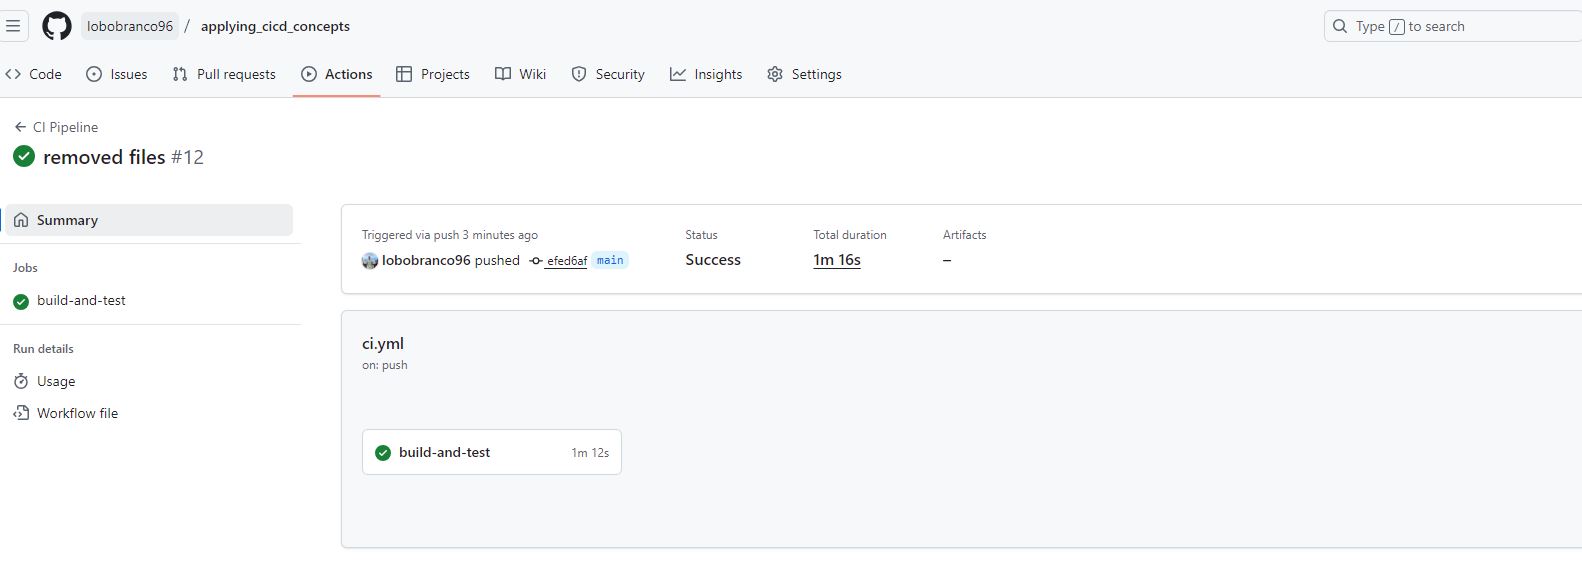 lobobranco96 / applying_cicd_concepts
Type / to search
Code Issues Pull requests Actions Projects Wiki Security Insights Settings
CI Pipeline
removed files #12
Summary
Jobs
build-and-test
Run details
Usage
Workflow file
Triggered via push 3 minutes ago
lobobranco96 pushed efed6af main
Status
Success
Total duration
1m 16s
Artifacts
–
ci.yml
on: push
build-and-test 1m 12s